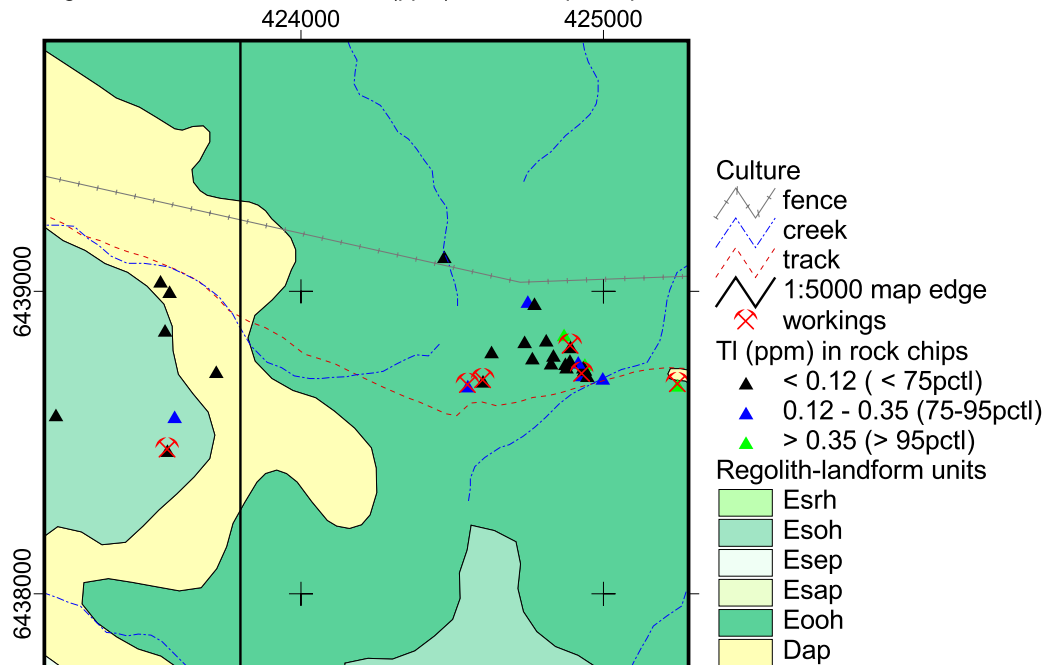 424000
425000
6439000
6438000
Culture
fence
creek
track
1:5000 map edge
workings
Tl (ppm) in rock chips
< 0.12 ( < 75pctl)
0.12 - 0.35 (75-95pctl)
> 0.35 (> 95pctl)
Regolith-landform units
Esrh
Esoh
Esep
Esap
Eooh
Dap